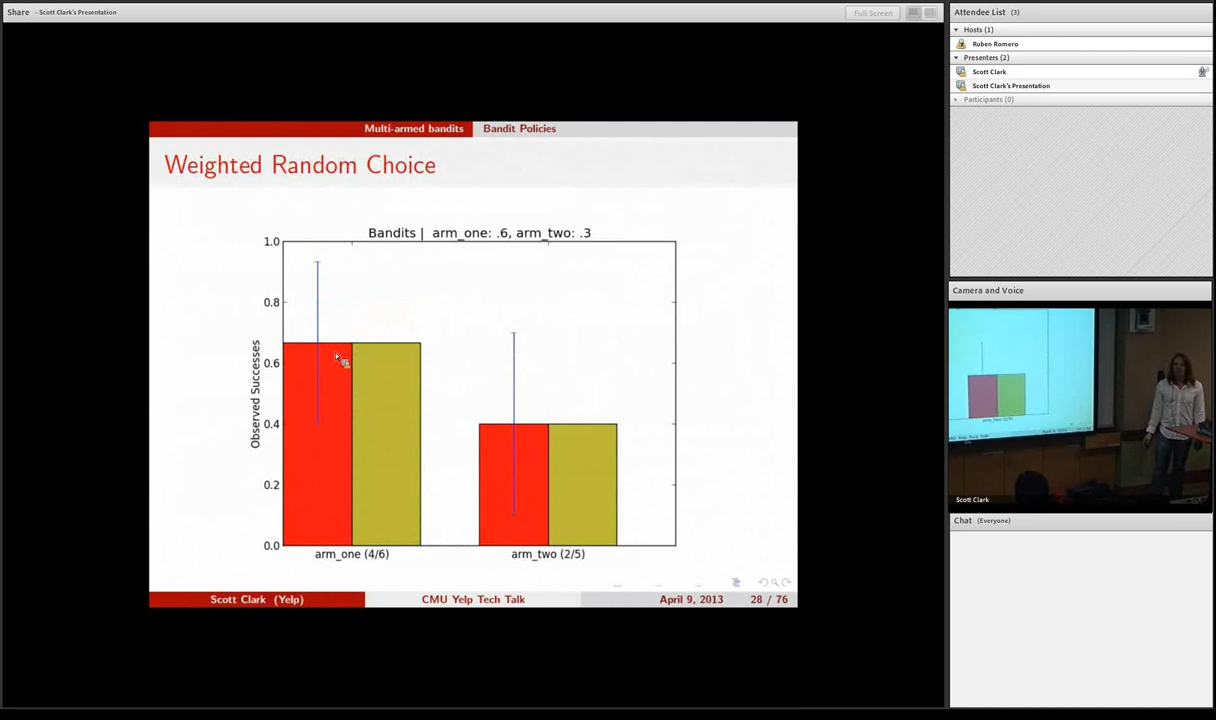 Share - Scott Clark's Presentation
Full Screen
Multi-armed bandits
Bandit Policies
Weighted Random Choice
Bandits | arm_one: .6, arm_two: .3
1.0
0.8
0.6
0.4
0.2
0.0
Observed Successes
arm_one (4/6)
arm_two (2/5)
Scott Clark (Yelp)
CMU Yelp Tech Talk
April 9, 2013
28 / 76
Attendee List (3)
Hosts (1)
Ruben Romero
Presenters (2)
Scott Clark
Scott Clark's Presentation
Participants (0)
Camera and Voice
Scott Clark
Chat (Everyone)